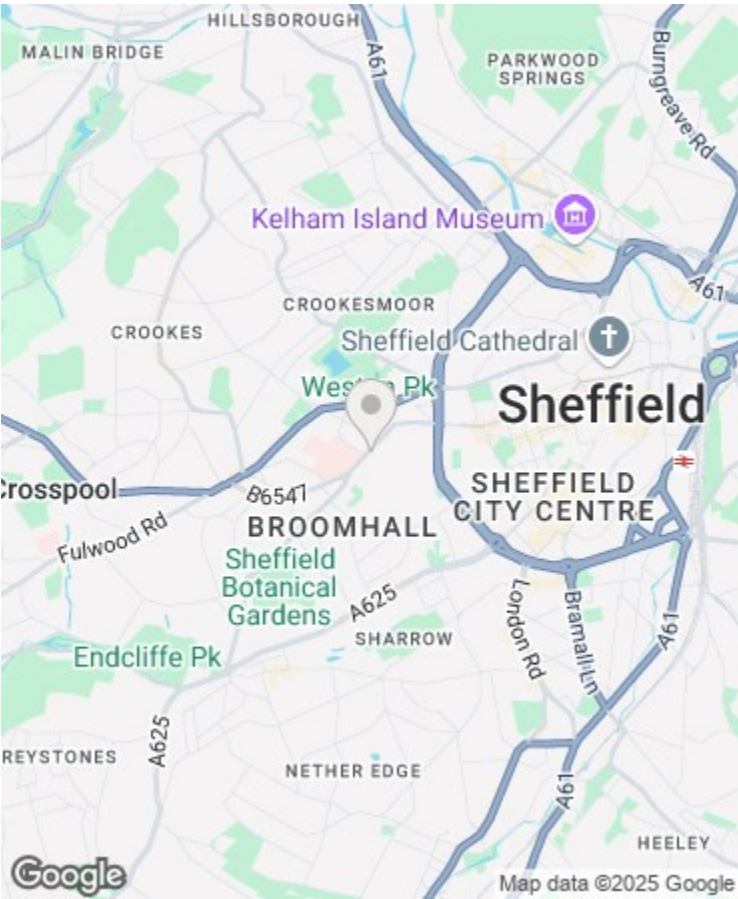 HILLSBOROUGH
MALIN BRIDGE
A61
PARKWOOD
SPRINGS
Burngreave Rd
Kelham Island Museum
A61
CROOKESMOOR
CROOKES
Sheffield Cathedral
Pk
Sheffield
Crosspool
B6547
SHEFFIELD
CITY CENTRE
BROOMHALL
Fulwood Rd
Sheffield
Botanical
Gardens
A625
London Rd
Bramall Ln
A61
SHARROW
Endcliffe Pk
A625
REYSTONES
NETHER EDGE
A61
HEELEY
Google
Map data ©2025 Google